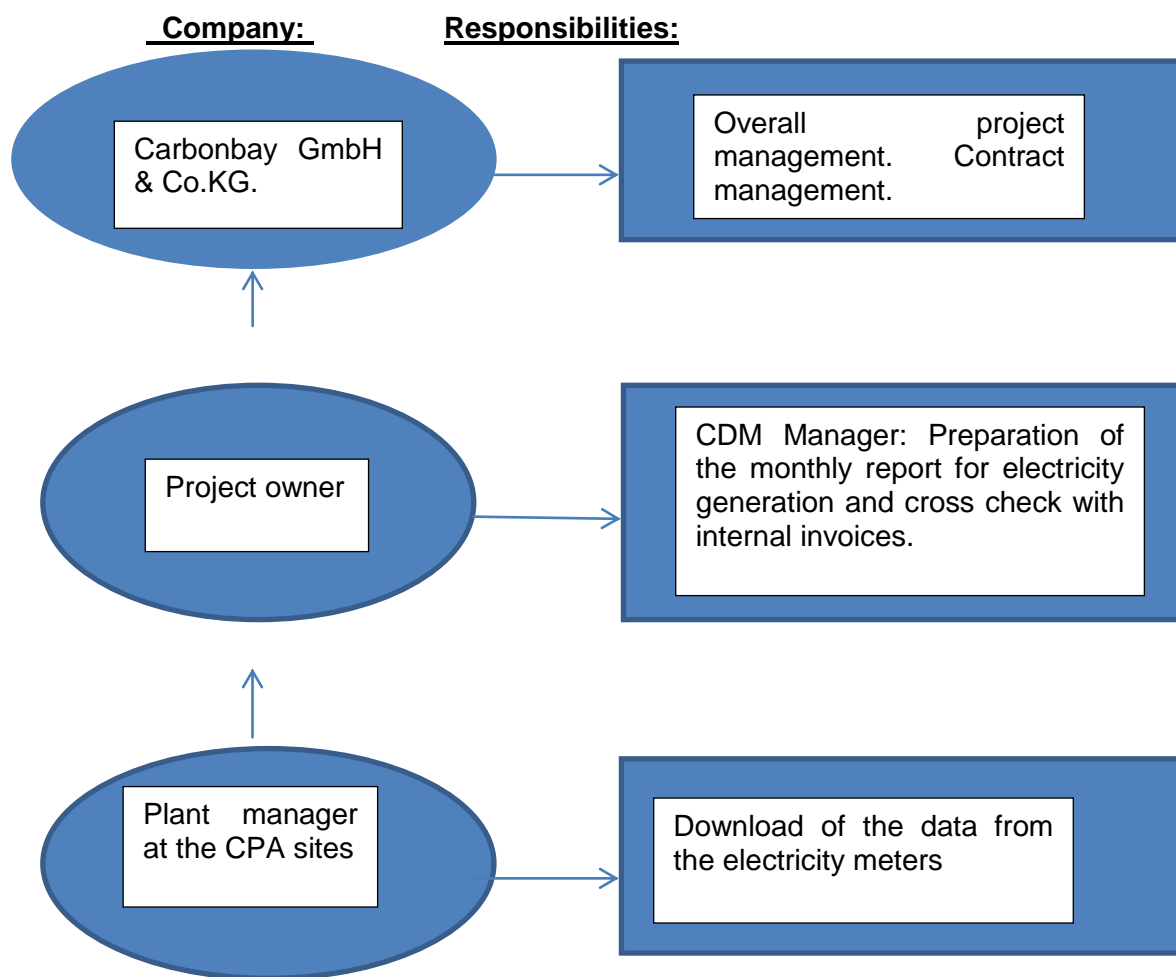 Company: Responsibilities:
Carbonbay GmbH
& Co.KG.
Overall project
management. Contract
management.
Project owner
CDM Manager: Preparation of
the monthly report for electricity
generation and cross check with
internal invoices.
Plant manager
at the CPA sites
Download of the data from
the electricity meters